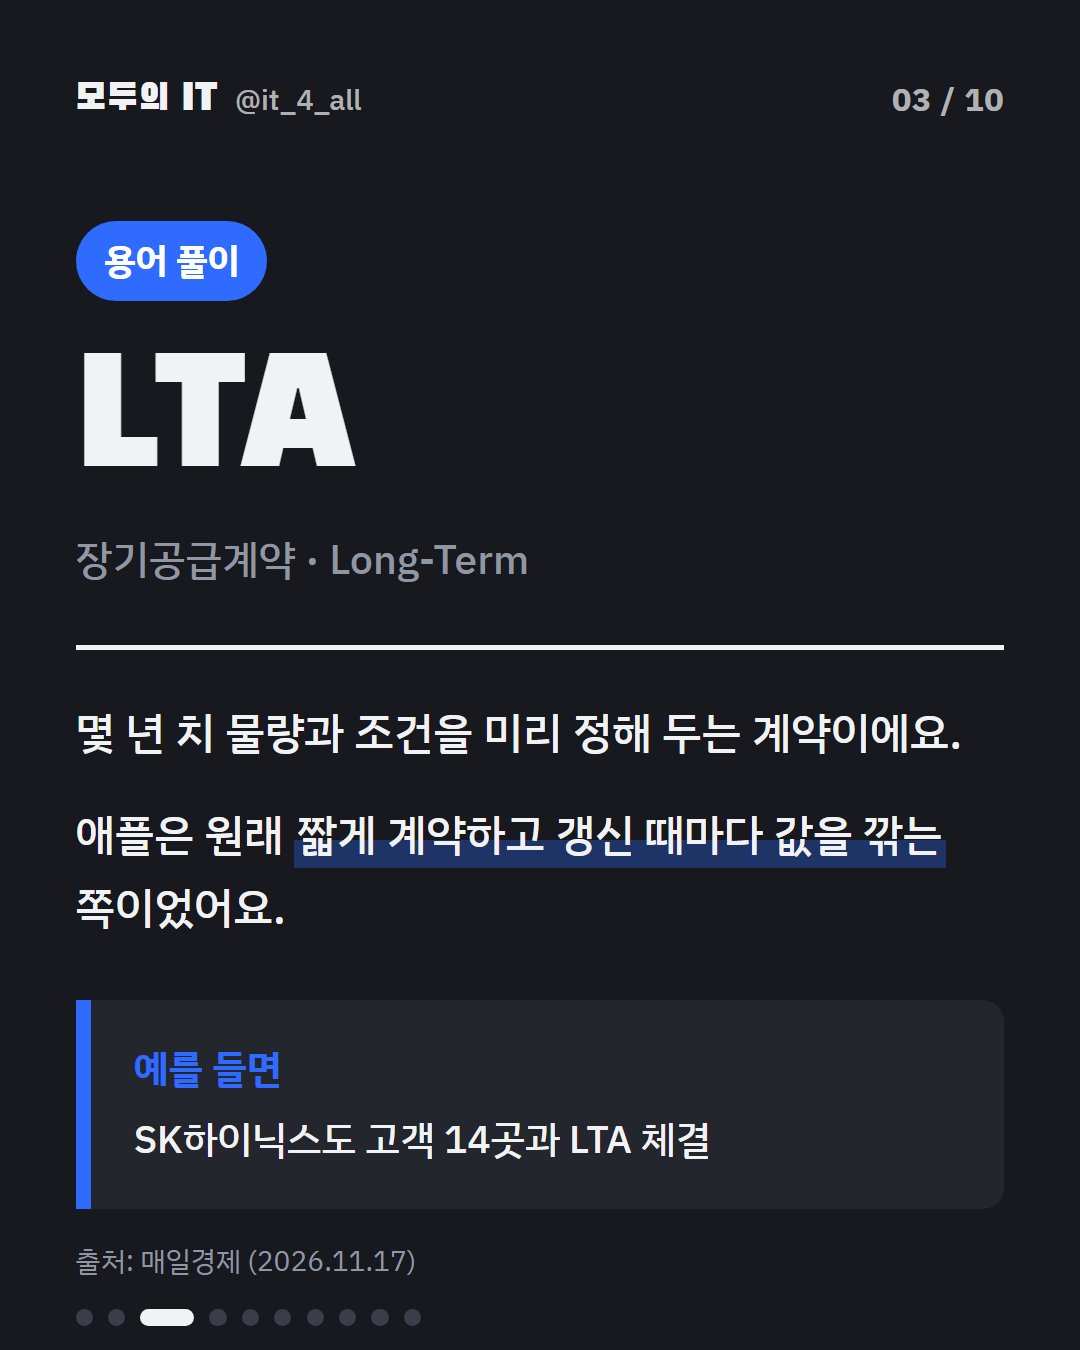 모두의 IT @it_4_all
03 / 10
용어 풀이
LTA
장기공급계약 · Long-Term
몇 년 치 물량과 조건을 미리 정해 두는 계약이에요.
애플은 원래 짧게 계약하고 갱신 때마다 값을 깎는
쪽이었어요.
예를 들면
SK하이닉스도 고객 14곳과 LTA 체결
출처: 매일경제 (2026.11.17)